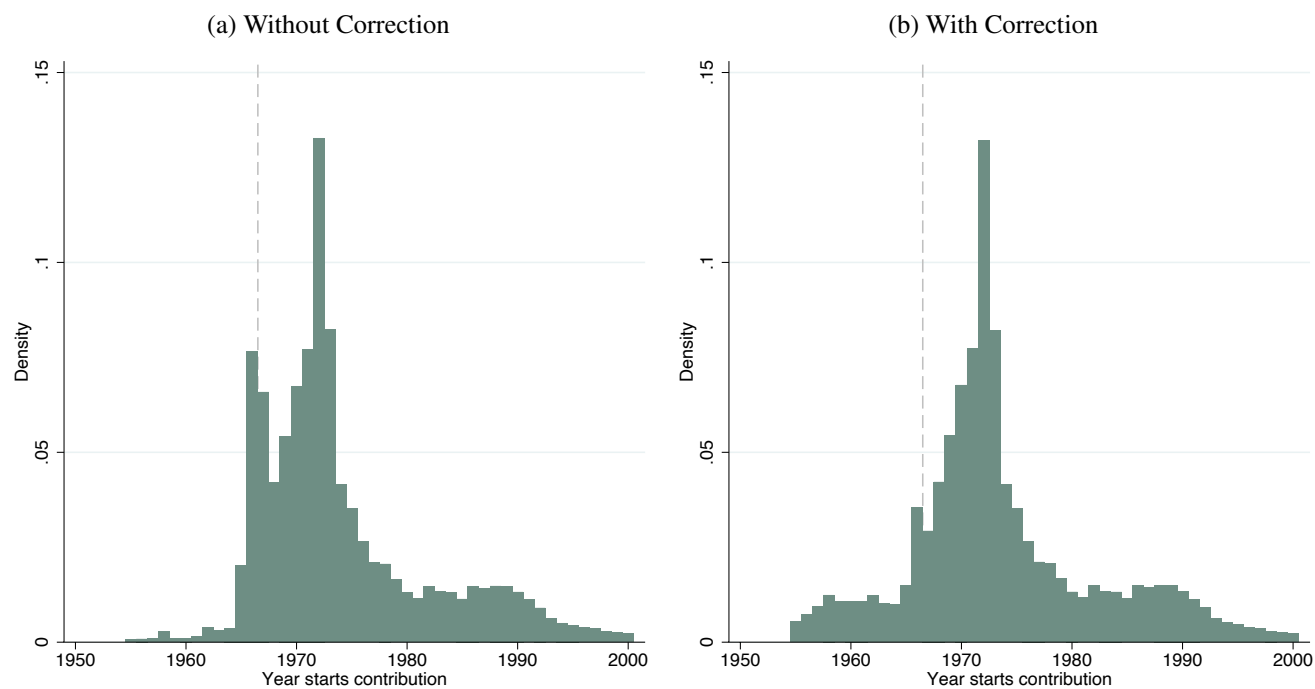 (a) Without Correction
.15
.1
.05
0
Density
1950 1960 1970 1980 1990 2000
Year starts contribution
(b) With Correction
.15
.1
.05
0
Density
1950 1960 1970 1980 1990 2000
Year starts contribution